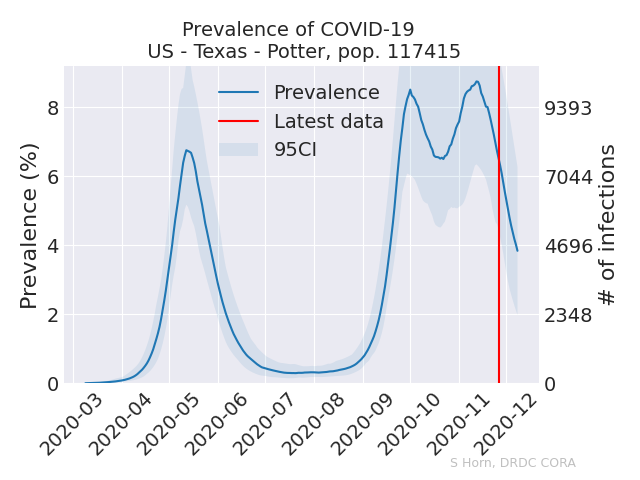 Prevalence of COVID-19
US - Texas - Potter, pop. 117415
Prevalence
Latest data
95CI
Prevalence (%)
8
6
4
2
0
9393
7044
4696
2348
0
# of infections
2020-03
2020-04
2020-05
2020-06
2020-07
2020-08
2020-09
2020-10
2020-11
2020-12
S Horn, DRDC CORA